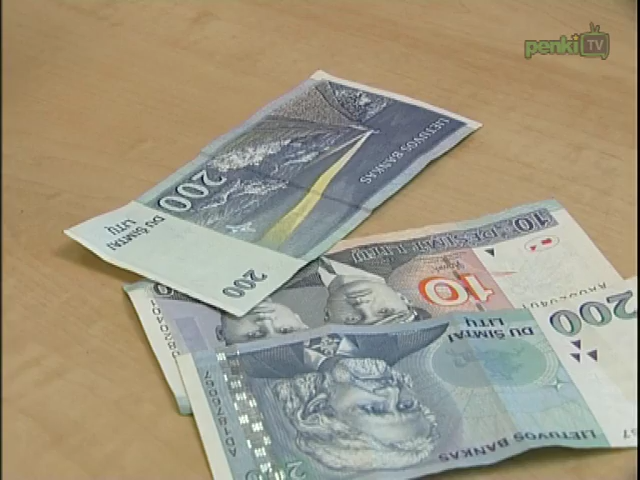 penki TV
LIETUVOS BANKAS
200
DU ŠIMTAI
LITŲ
200
10
DEŠIMT LITŲ
10
200
DU ŠIMTAI
LITŲ
LIETUVOS BANKAS